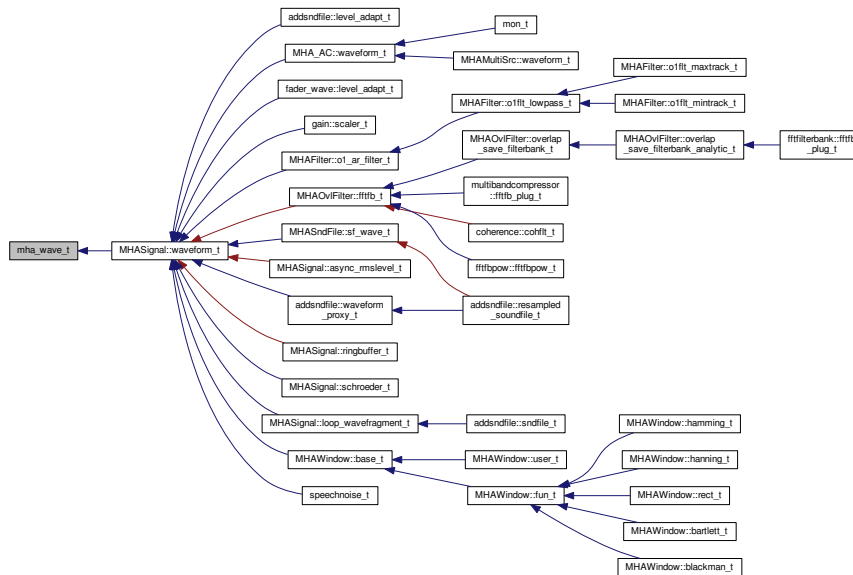 addsndfile::level_adapt_t
mon_t
MHA_AC::waveform_t
MHAMultiSrc::waveform_t
MHAFilter::o1flt_maxtrack_t
fader_wave::level_adapt_t
MHAFilter::o1flt_lowpass_t
MHAFilter::o1flt_mintrack_t
gain::scaler_t
MHAOvlFilter::overlap
_save_filterbank_t
MHAOvlFilter::overlap
_save_filterbank_analytic_t
fftfilterbank::fftfb
_plug_t
MHAFilter::o1_ar_filter_t
multibandcompressor
::fftfb_plug_t
MHAOvlFilter::fftfb_t
coherence::cohflt_t
MHASndFile::sf_wave_t
mha_wave_t
MHASignal::waveform_t
MHASignal::async_rmslevel_t
fftfbpow::fftfbpow_t
addsndfile::waveform
_proxy_t
addsndfile::resampled
_soundfile_t
MHASignal::ringbuffer_t
MHASignal::schroeder_t
MHASignal::loop_wavefragment_t
addsndfile::sndfile_t
MHAWindow::hamming_t
MHAWindow::base_t
MHAWindow::user_t
MHAWindow::hanning_t
speechnoise_t
MHAWindow::fun_t
MHAWindow::rect_t
MHAWindow::bartlett_t
MHAWindow::blackman_t